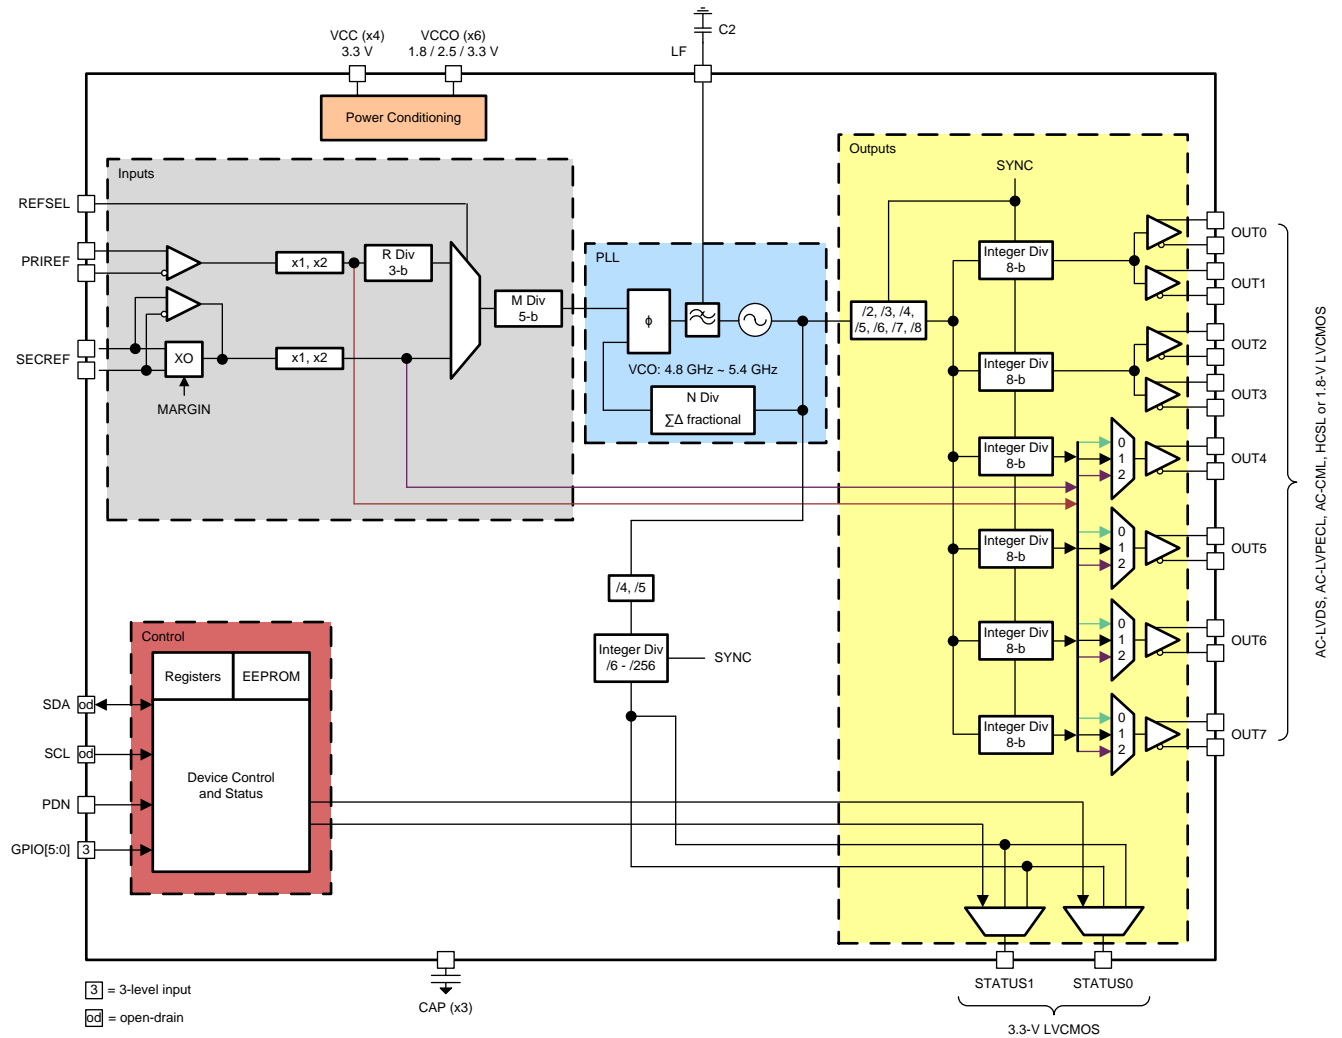 VCC (x4)
3.3 V
VCCO (x6)
1.8 / 2.5 / 3.3 V
C2
LF
Power Conditioning
Inputs
REFSEL
PRIREF
SECREF
x1, x2
R Div
3-b
M Div
5-b
XO
x1, x2
MARGIN
PLL
ϕ
VCO: 4.8 GHz ~ 5.4 GHz
N Div
∑Δ fractional
/4, /5
Integer Div
/6 - /256
SYNC
Outputs
SYNC
/2, /3, /4,
/5, /6, /7, /8
Integer Div
8-b
Integer Div
8-b
Integer Div
8-b
Integer Div
8-b
Integer Div
8-b
Integer Div
8-b
0
1
2
0
1
2
0
1
2
0
1
2
OUT0
OUT1
OUT2
OUT3
OUT4
OUT5
OUT6
OUT7
AC-LVDS, AC-LVPECL, AC-CML, HCSL or 1.8-V LVCMOS
Control
Registers
EEPROM
Device Control
and Status
SDA
od
SCL
od
PDN
GPIO[5:0]
3
STATUS1
STATUS0
3.3-V LVCMOS
CAP (x3)
3 = 3-level input
od = open-drain